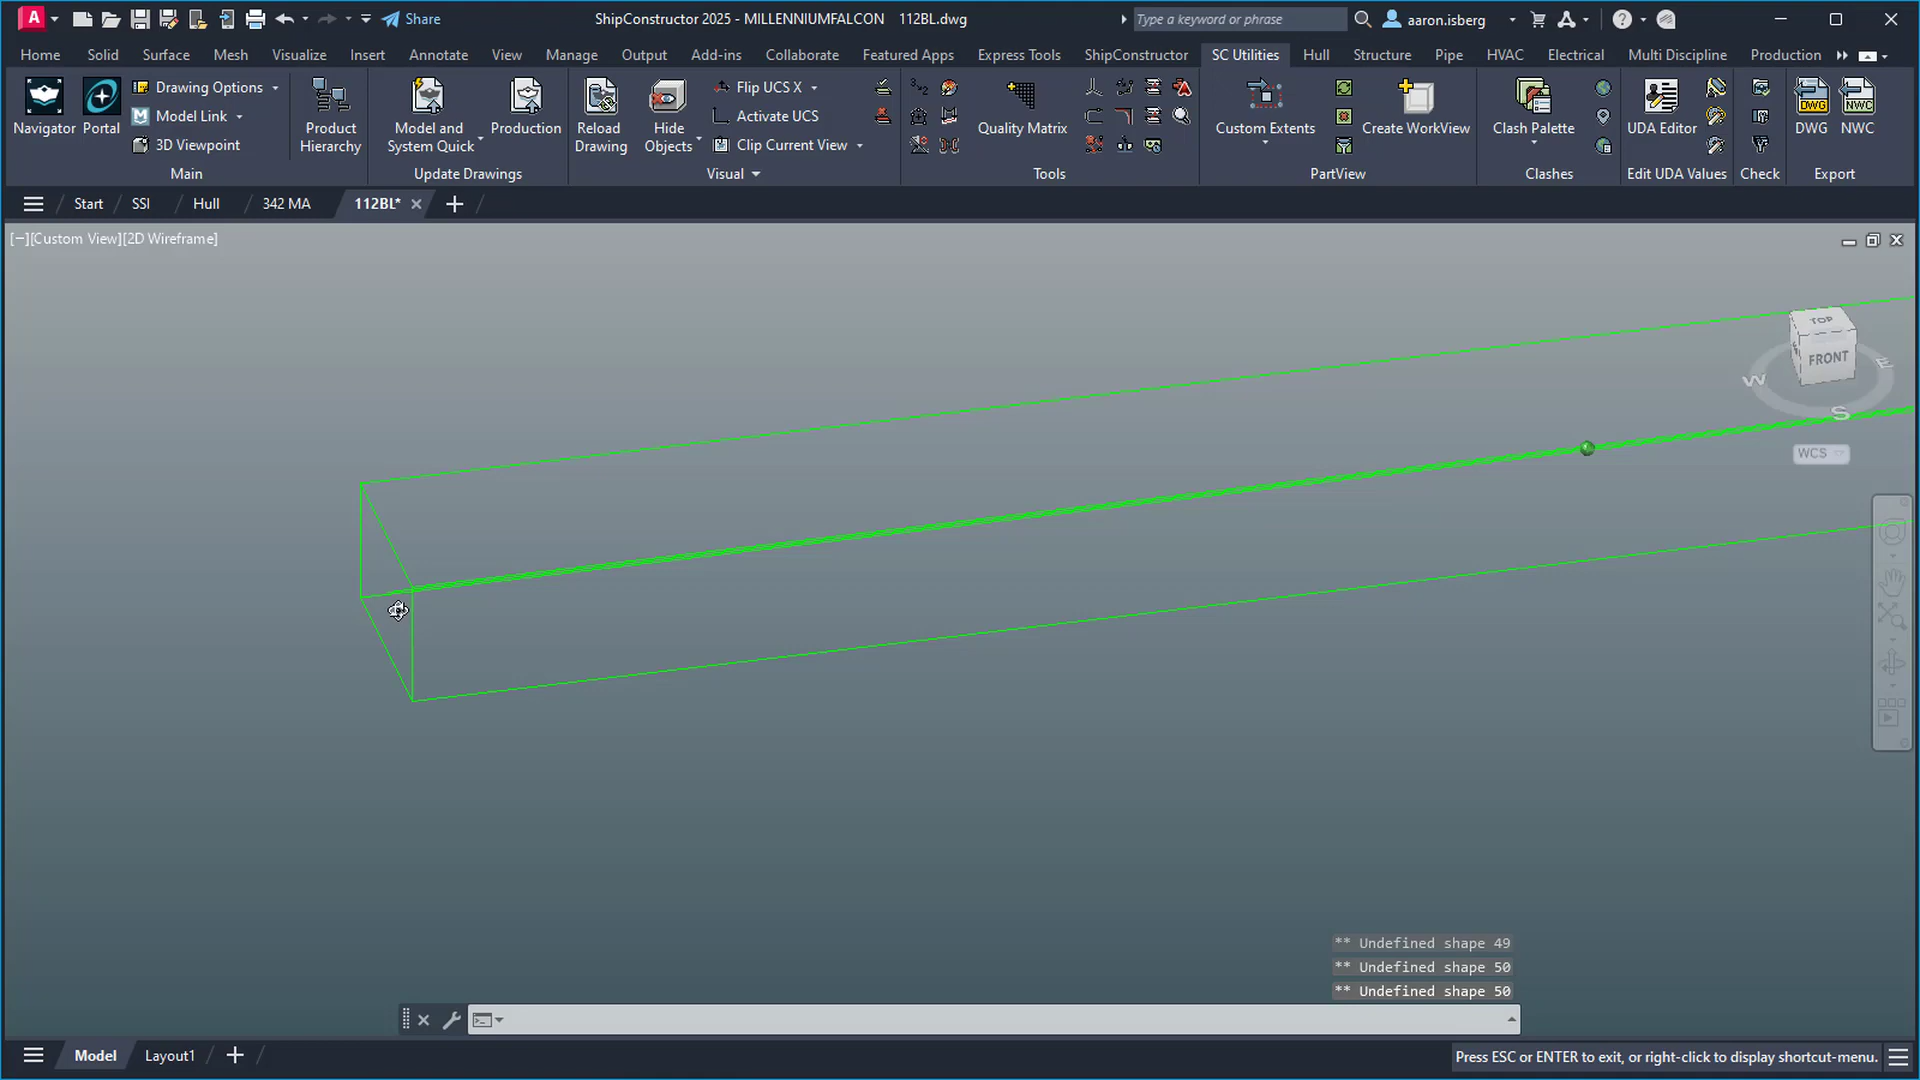 A Share ShipConstructor 2025 - MILLENNIUMFALCON 112BL.dwg Type a keyword or phrase aaron.isberg
Home Solid Surface Mesh Visualize Insert Annotate View Manage Output Add-ins Collaborate Featured Apps Express Tools ShipConstructor SC Utilities Hull Structure Pipe HVAC Electrical Multi Discipline Production
Navigator Portal Drawing Options
Model Link
3D Viewpoint
Product Hierarchy
Main
Model and System Quick Production
Update Drawings
Reload Drawing Hide Objects Flip UCS X
Activate UCS
Clip Current View
Visual
Quality Matrix
Tools
Custom Extents Create WorkView
PartView
Clash Palette
Clashes
UDA Editor
Edit UDA Values
Check
DWG NWC
DWG NWC
Export
Start SSI Hull 342 MA 112BL*
[−][Custom View][2D Wireframe]
TOP
FRONT
W E
S
WCS
** Undefined shape 49
** Undefined shape 50
** Undefined shape 50
Model Layout1
Press ESC or ENTER to exit, or right-click to display shortcut-menu.